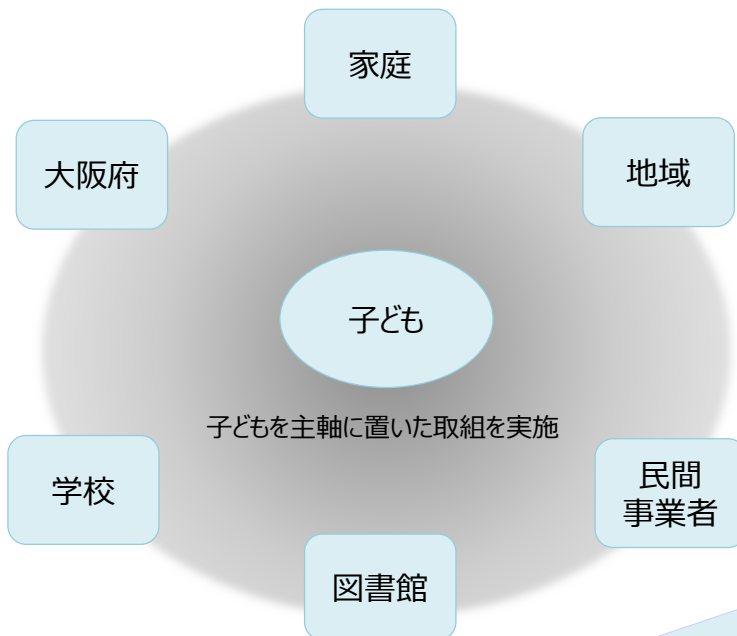 家庭
大阪府
地域
子ども
子どもを主軸に置いた取組を実施
学校
民間
事業者
図書館